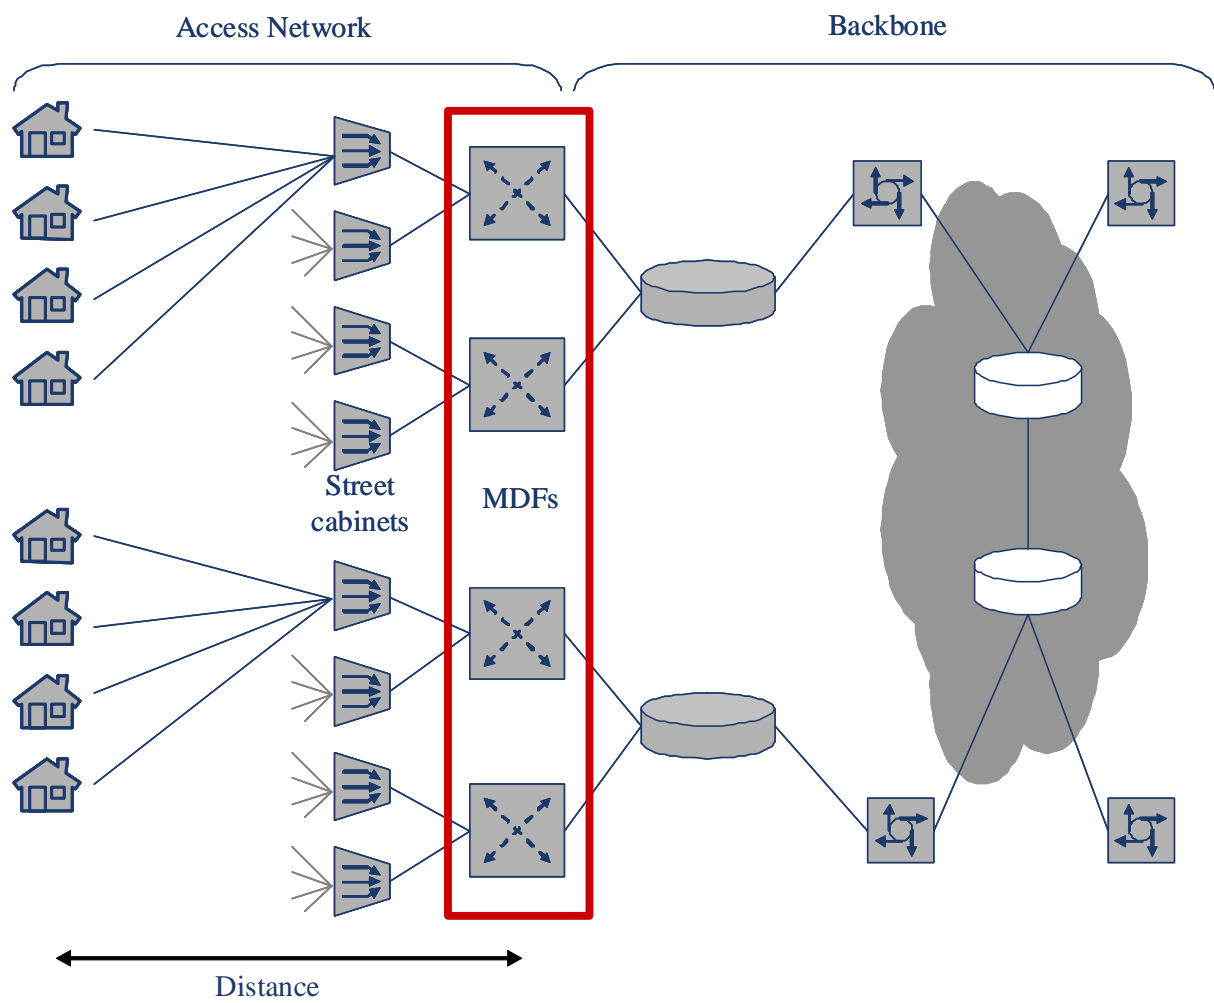 Access Network
Backbone
Street
cabinets
MDFs
Distance